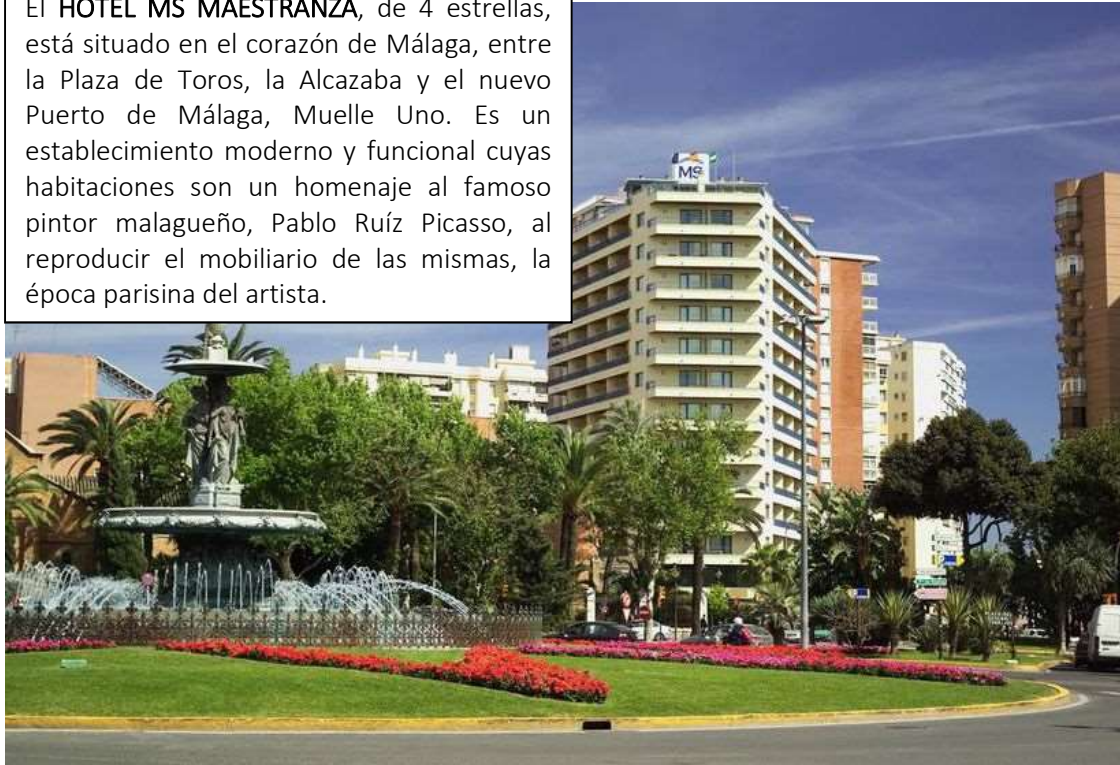 El HOTEL MS MAESTRANZA, de 4 estrellas,
está situado en el corazón de Málaga, entre
la Plaza de Toros, la Alcazaba y el nuevo
Puerto de Málaga, Muelle Uno. Es un
establecimiento moderno y funcional cuyas
habitaciones son un homenaje al famoso
pintor malagueño, Pablo Ruíz Picasso, al
reproducir el mobiliario de las mismas, la
época parisina del artista.
MS